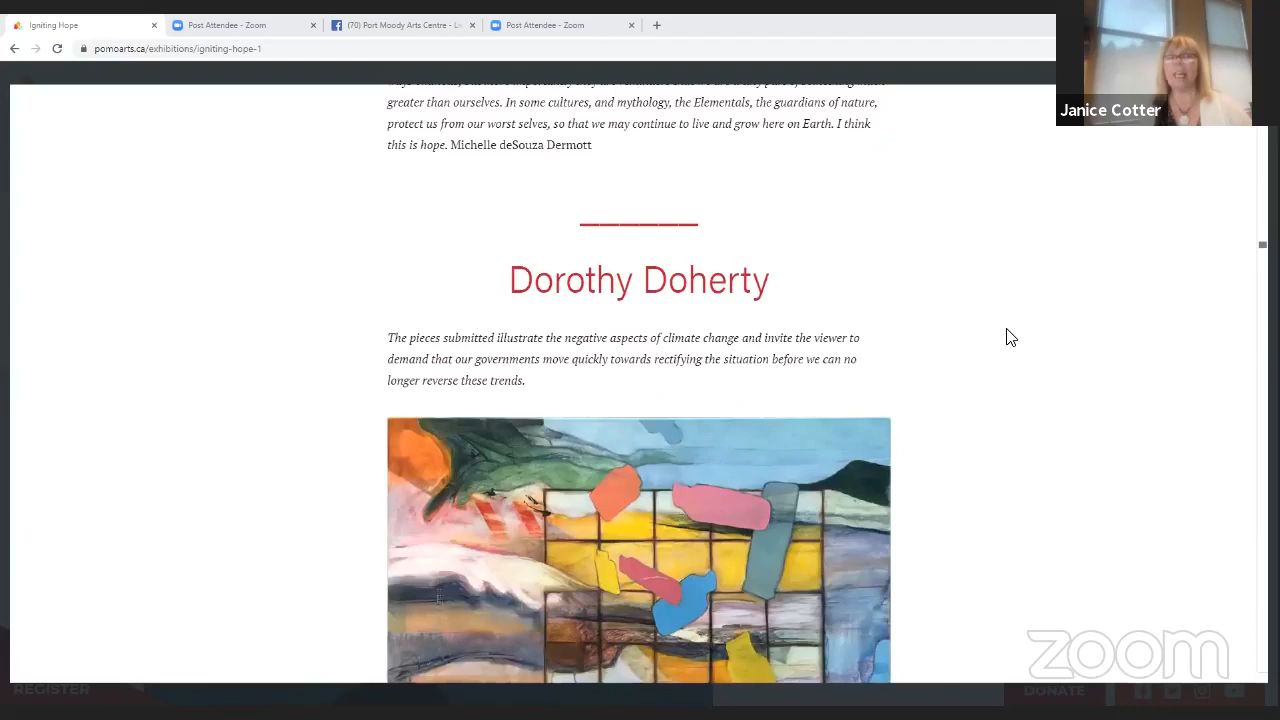 Igniting Hope
Post Attendee - Zoom
(70) Port Moody Arts Centre - Li
Post Attendee - Zoom
pomoarts.ca/exhibitions/igniting-hope-1
Janice Cotter
greater than ourselves. In some cultures, and mythology, the Elementals, the guardians of nature,
protect us from our worst selves, so that we may continue to live and grow here on Earth. I think
this is hope. Michelle deSouza Dermott
Dorothy Doherty
The pieces submitted illustrate the negative aspects of climate change and invite the viewer to
demand that our governments move quickly towards rectifying the situation before we can no
longer reverse these trends.
zoom
REGISTER
DONATE